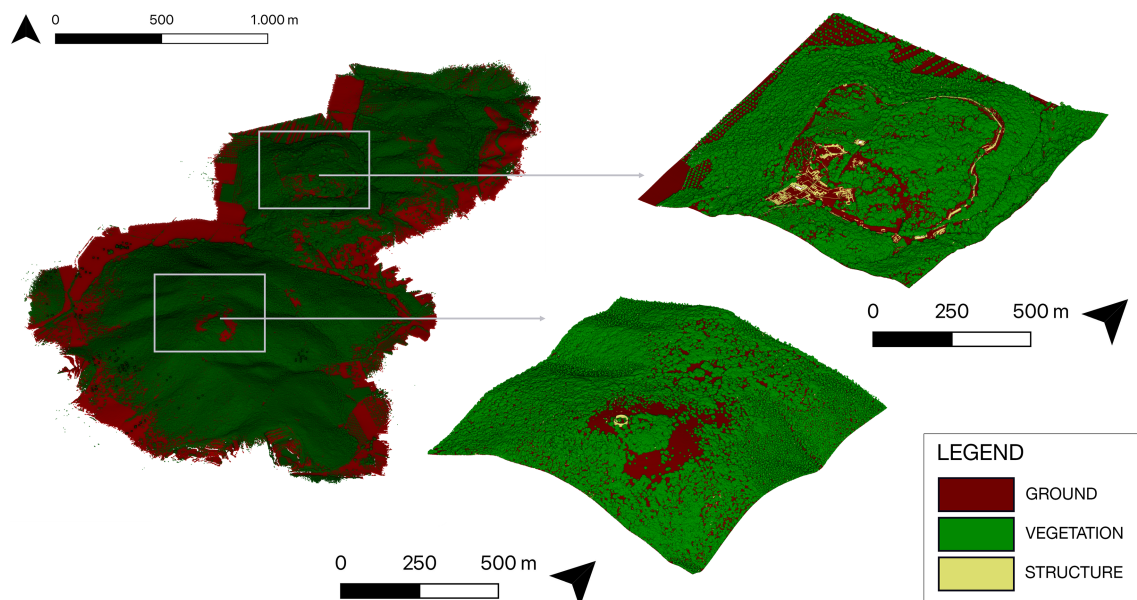 0 500 1.000 m
0 250 500 m
0 250 500 m
LEGEND
GROUND
VEGETATION
STRUCTURE